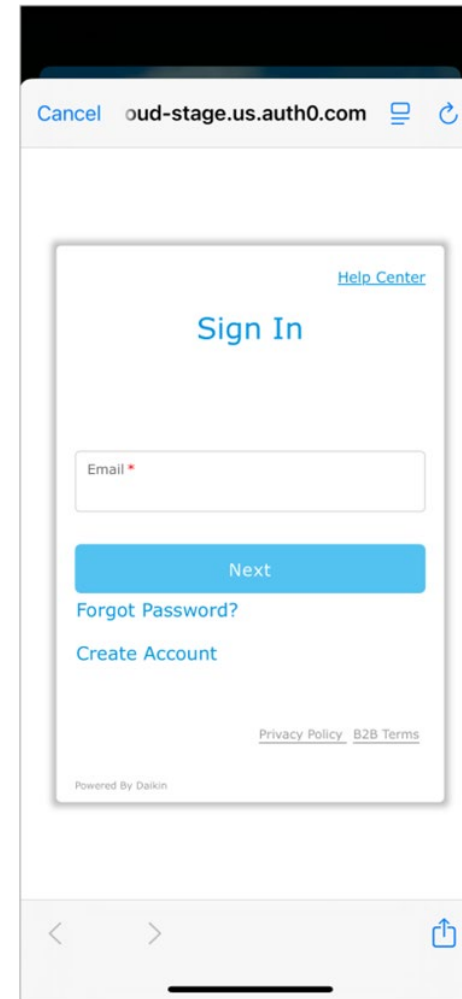 Cancel oud-stage.us.auth0.com
Help Center
Sign In
Email *
Next
Forgot Password?
Create Account
Privacy Policy B2B Terms
Powered By Daikin